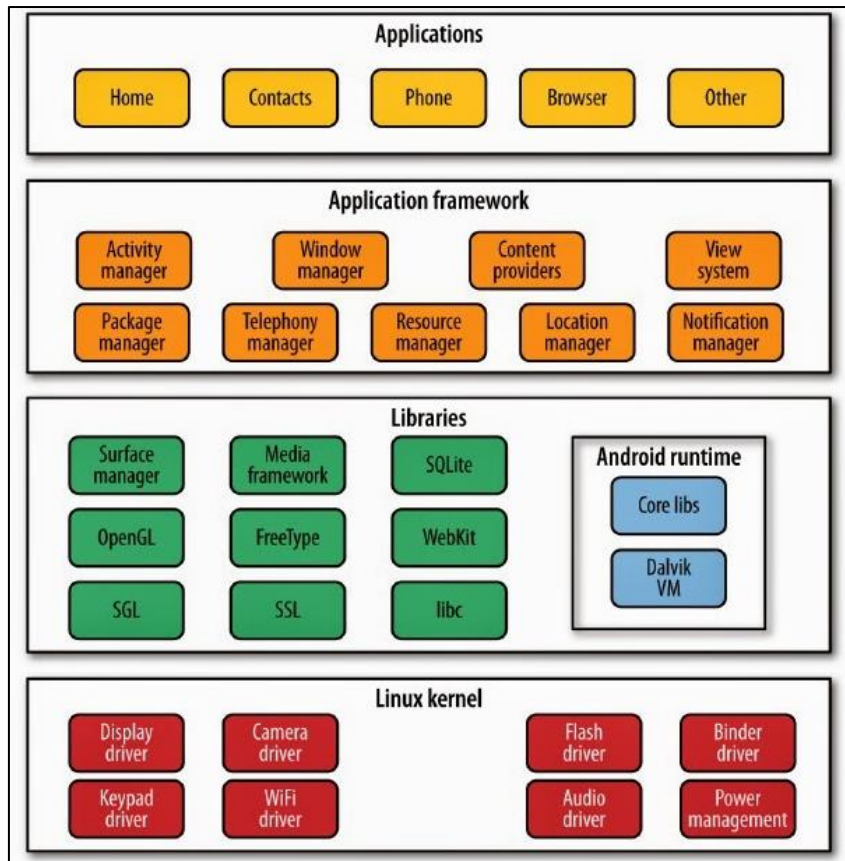 Applications
Home
Contacts
Phone
Browser
Other
Application framework
Activity
manager
Window
manager
Content
providers
View
system
Package
manager
Telephony
manager
Resource
manager
Location
manager
Notification
manager
Libraries
Surface
manager
Media
framework
SQLite
OpenGL
FreeType
WebKit
SGL
SSL
libc
Android runtime
Core libs
Dalvik
VM
Linux kernel
Display
driver
Camera
driver
Flash
driver
Binder
driver
Keypad
driver
WiFi
driver
Audio
driver
Power
management